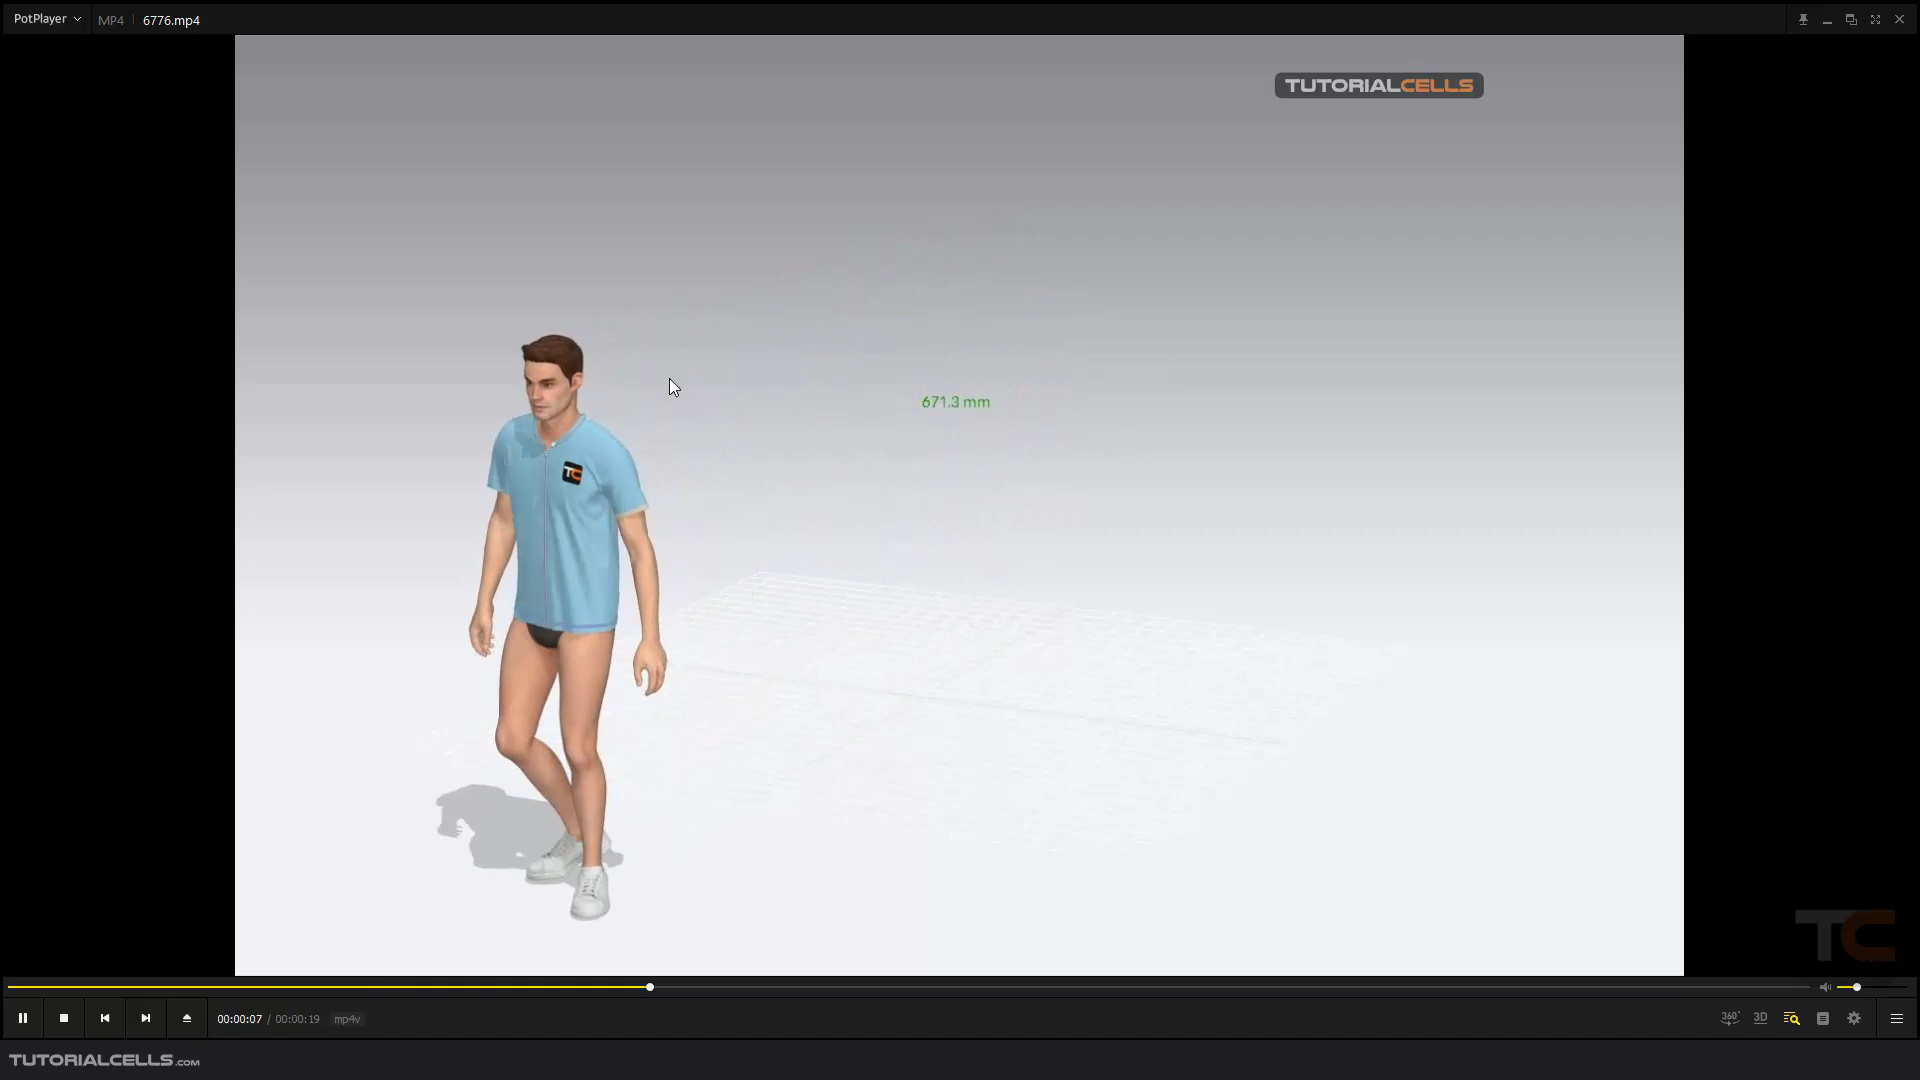 PotPlayer
MP4
6776.mp4
TUTORIALCELLS
671.3 mm
TC
TC
00:00:07 / 00:00:19 mp4v
360°
3D
TUTORIALCELLS.COM